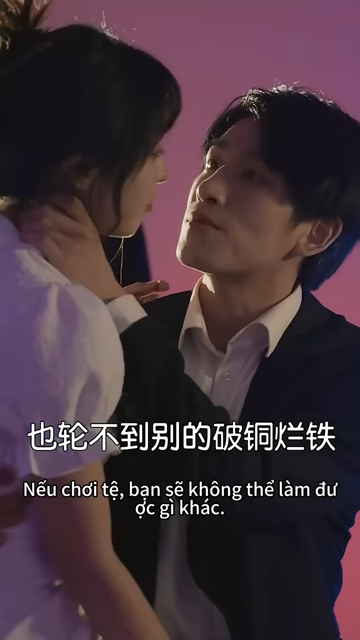 也轮不到别的破铜烂铁
Nếu chơi tệ, bạn sẽ không thể làm đư
ợc gì khác.